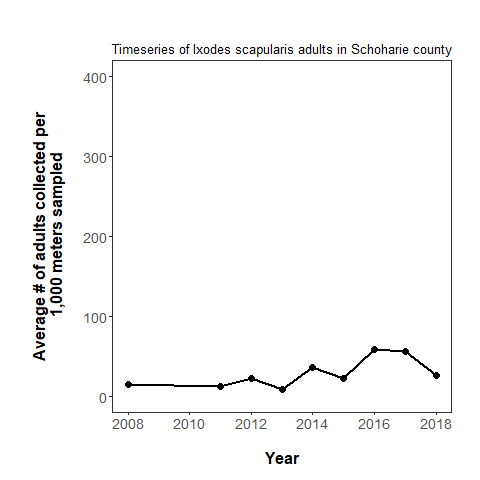 Timeseries of Ixodes scapularis adults in Schoharie county
Average # of adults collected per
1,000 meters sampled
400
300
200
100
0
2008 2010 2012 2014 2016 2018
Year